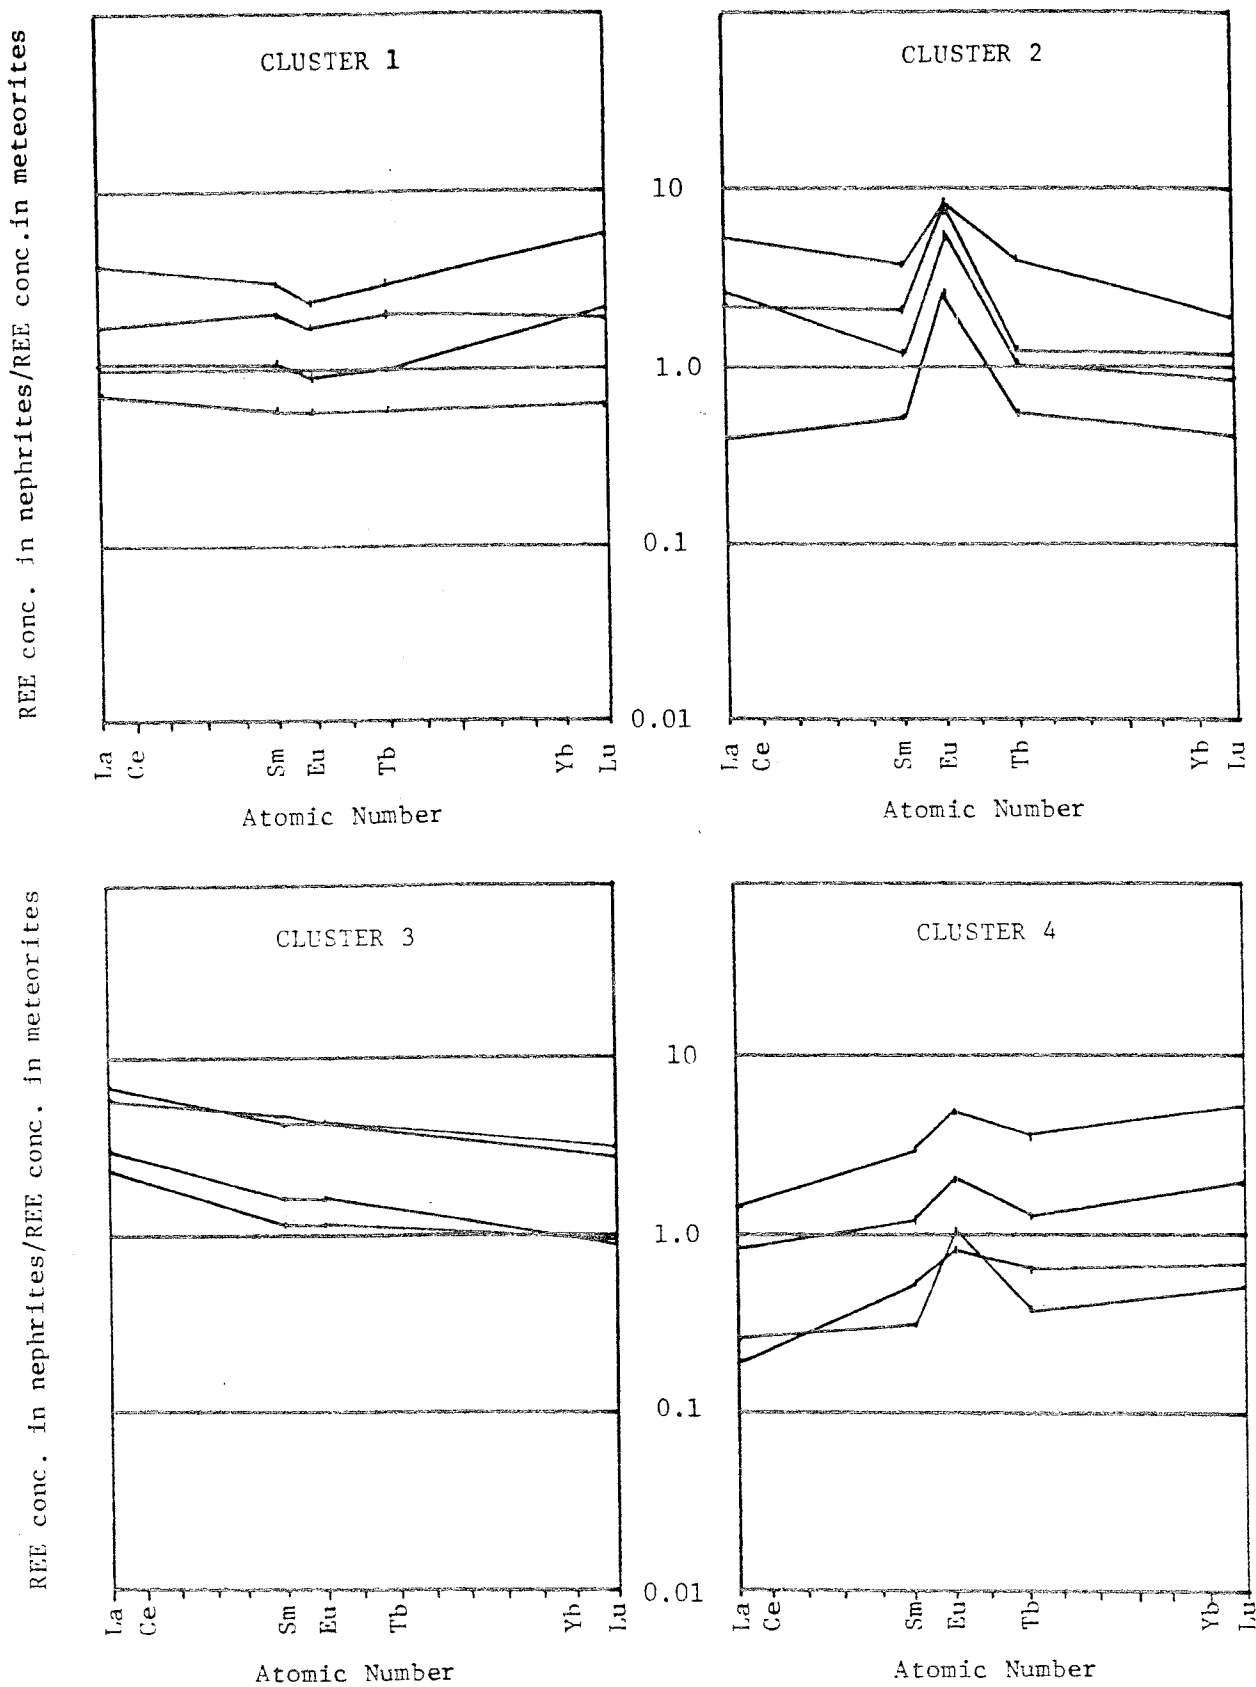 REE conc. in nephrites/REE conc.in meteorites
CLUSTER 1
CLUSTER 2
10
1.0
0.1
0.01
La
Ce
Sm
Eu
Tb
Yb
Lu
La
Ce
Sm
Eu
Tb
Yb
Lu
Atomic Number
Atomic Number
REE conc. in nephrites/REE conc. in meteorites
CLUSTER 3
CLUSTER 4
10
1.0
0.1
0.01
La
Ce
Sm
Eu
Tb
Yb
Lu
La
Ce
Sm
Eu
Tb
Yb
Lu
Atomic Number
Atomic Number